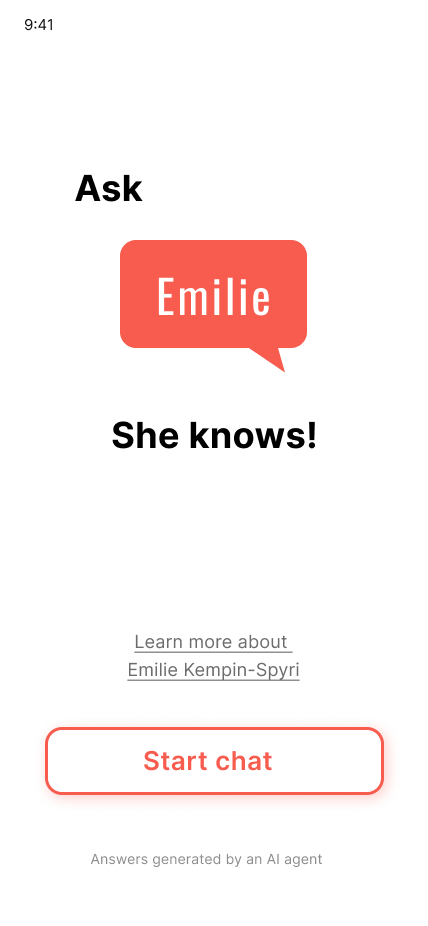 9:41
Ask
Emilie
She knows!
Learn more about
Emilie Kempin-Spyri
Start chat
Answers generated by an AI agent